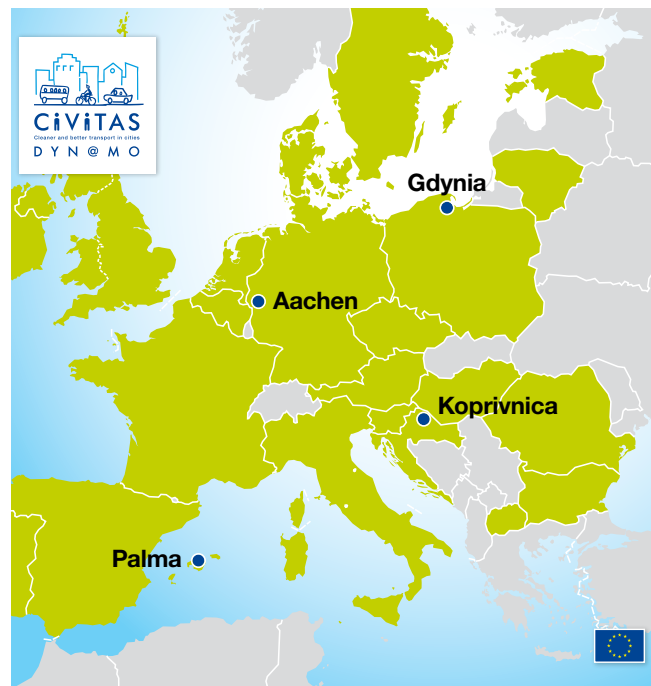 CiViTAS
Cleaner and better transport in cities
DYN@MO
Gdynia
Aachen
Koprivnica
Palma